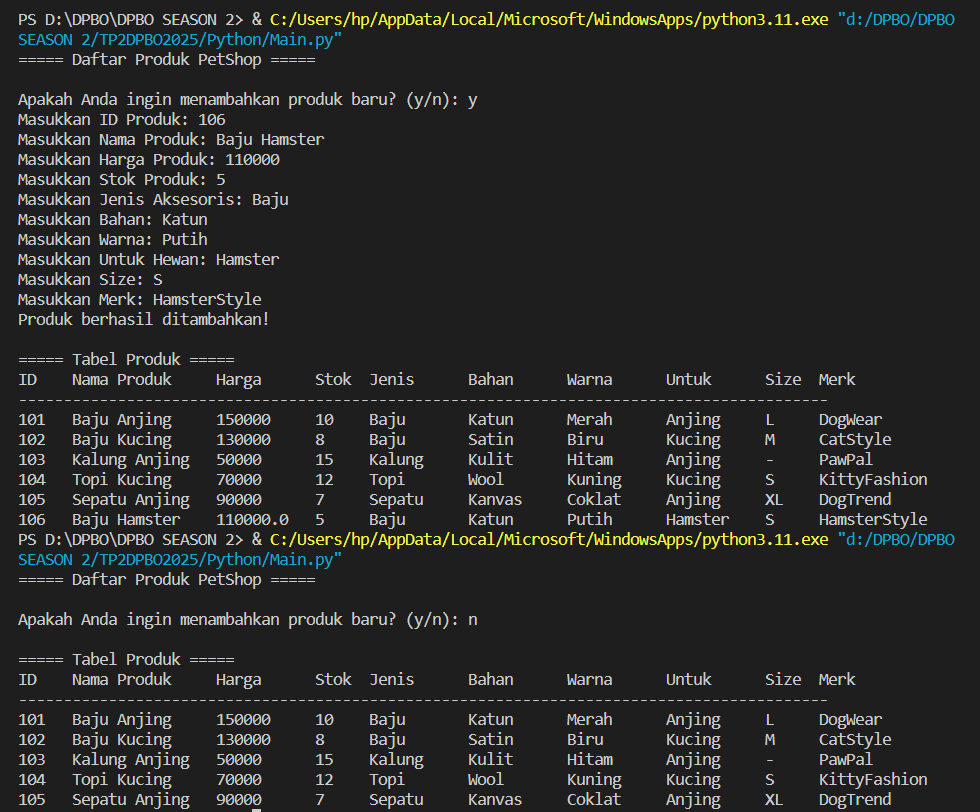 PS D:\DPBO\DPBO SEASON 2> & C:/Users/hp/AppData/Local/Microsoft/WindowsApps/python3.11.exe "d:/DPBO/DPBO
SEASON 2/TP2DPBO2025/Python/Main.py"
===== Daftar Produk PetShop =====

Apakah Anda ingin menambahkan produk baru? (y/n): y
Masukkan ID Produk: 106
Masukkan Nama Produk: Baju Hamster
Masukkan Harga Produk: 110000
Masukkan Stok Produk: 5
Masukkan Jenis Aksesoris: Baju
Masukkan Bahan: Katun
Masukkan Warna: Putih
Masukkan Untuk Hewan: Hamster
Masukkan Size: S
Masukkan Merk: HamsterStyle
Produk berhasil ditambahkan!

===== Tabel Produk =====
ID    Nama Produk     Harga      Stok  Jenis      Bahan      Warna      Untuk      Size  Merk
------------------------------------------------------------------------------------------
101   Baju Anjing     150000     10    Baju       Katun      Merah      Anjing     L     DogWear
102   Baju Kucing     130000     8     Baju       Satin      Biru       Kucing     M     CatStyle
103   Kalung Anjing   50000      15    Kalung     Kulit      Hitam      Anjing     -     PawPal
104   Topi Kucing     70000      12    Topi       Wool       Kuning     Kucing     S     KittyFashion
105   Sepatu Anjing   90000      7     Sepatu     Kanvas     Coklat     Anjing     XL    DogTrend
106   Baju Hamster    110000.0   5     Baju       Katun      Putih      Hamster    S     HamsterStyle
PS D:\DPBO\DPBO SEASON 2> & C:/Users/hp/AppData/Local/Microsoft/WindowsApps/python3.11.exe "d:/DPBO/DPBO
SEASON 2/TP2DPBO2025/Python/Main.py"
===== Daftar Produk PetShop =====

Apakah Anda ingin menambahkan produk baru? (y/n): n

===== Tabel Produk =====
ID    Nama Produk     Harga      Stok  Jenis      Bahan      Warna      Untuk      Size  Merk
------------------------------------------------------------------------------------------
101   Baju Anjing     150000     10    Baju       Katun      Merah      Anjing     L     DogWear
102   Baju Kucing     130000     8     Baju       Satin      Biru       Kucing     M     CatStyle
103   Kalung Anjing   50000      15    Kalung     Kulit      Hitam      Anjing     -     PawPal
104   Topi Kucing     70000      12    Topi       Wool       Kuning     Kucing     S     KittyFashion
105   Sepatu Anjing   90000      7     Sepatu     Kanvas     Coklat     Anjing     XL    DogTrend